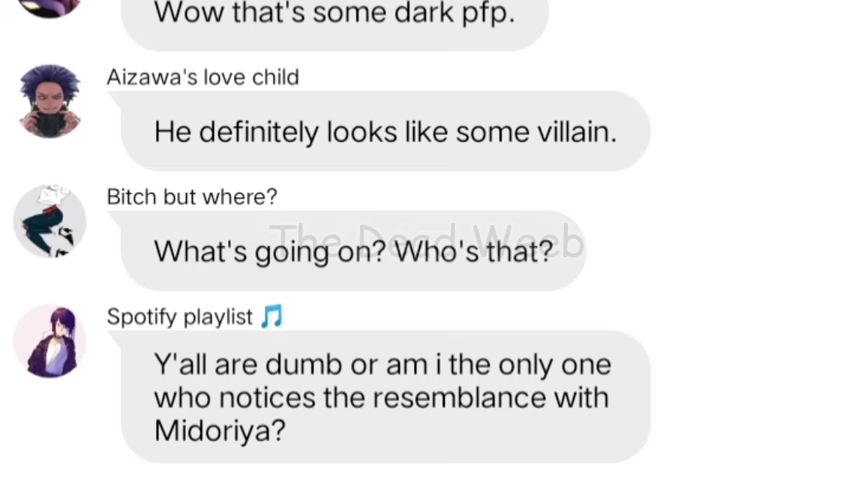 Wow that's some dark pfp.
Aizawa's love child
He definitely looks like some villain.
Bitch but where?
The Dead Weeb
What's going on? Who's that?
Spotify playlist 🎵
Y'all are dumb or am i the only one
who notices the resemblance with
Midoriya?